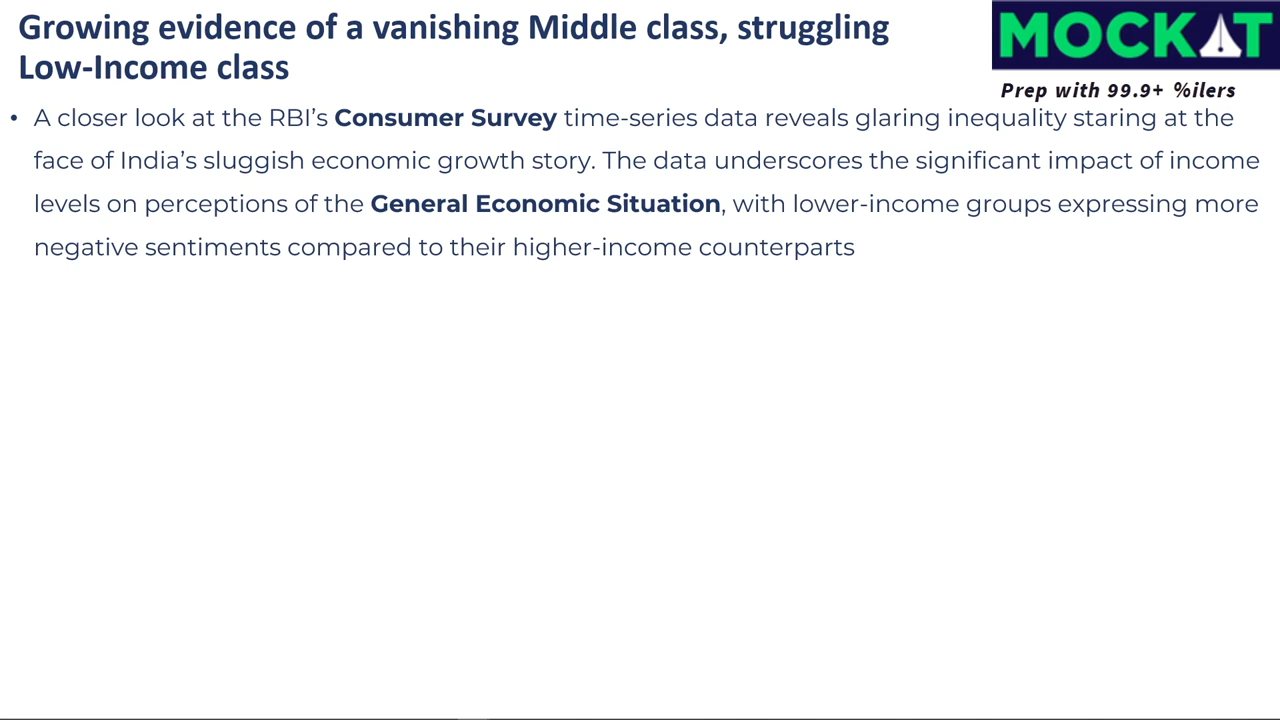 Growing evidence of a vanishing Middle class, struggling
Low-Income class
MOCKAT
Prep with 99.9+ %ilers
• A closer look at the RBI’s Consumer Survey time-series data reveals glaring inequality staring at the
face of India’s sluggish economic growth story. The data underscores the significant impact of income
levels on perceptions of the General Economic Situation, with lower-income groups expressing more
negative sentiments compared to their higher-income counterparts